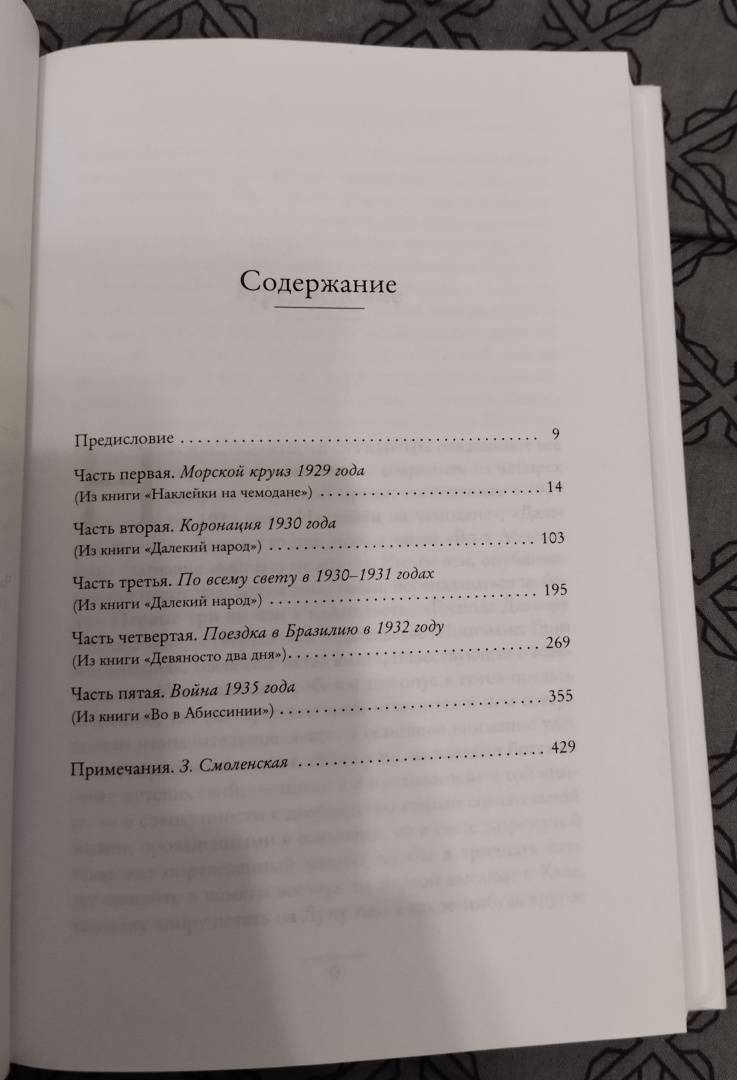 Содержание
Предисловие . . . . . . . . . . . . . . . . . . . . . . . . . . . . . . . . . . . . . . . . . . . 9
Часть первая. Морской круиз 1929 года
(Из книги «Наклейки на чемодане») . . . . . . . . . . . . . . . . . . . . . . . . . . . 14
Часть вторая. Коронация 1930 года
(Из книги «Далекий народ») . . . . . . . . . . . . . . . . . . . . . . . . . . . . . . . . . 103
Часть третья. По всему свету в 1930–1931 годах
(Из книги «Далекий народ») . . . . . . . . . . . . . . . . . . . . . . . . . . . . . . . . . 195
Часть четвертая. Поездка в Бразилию в 1932 году
(Из книги «Девяносто два дня»). . . . . . . . . . . . . . . . . . . . . . . . . . . . . . . 269
Часть пятая. Война 1935 года
(Из книги «Во в Абиссинии») . . . . . . . . . . . . . . . . . . . . . . . . . . . . . . . . 355
Примечания. З. Смоленская . . . . . . . . . . . . . . . . . . . . . . . . . . . . . . 429